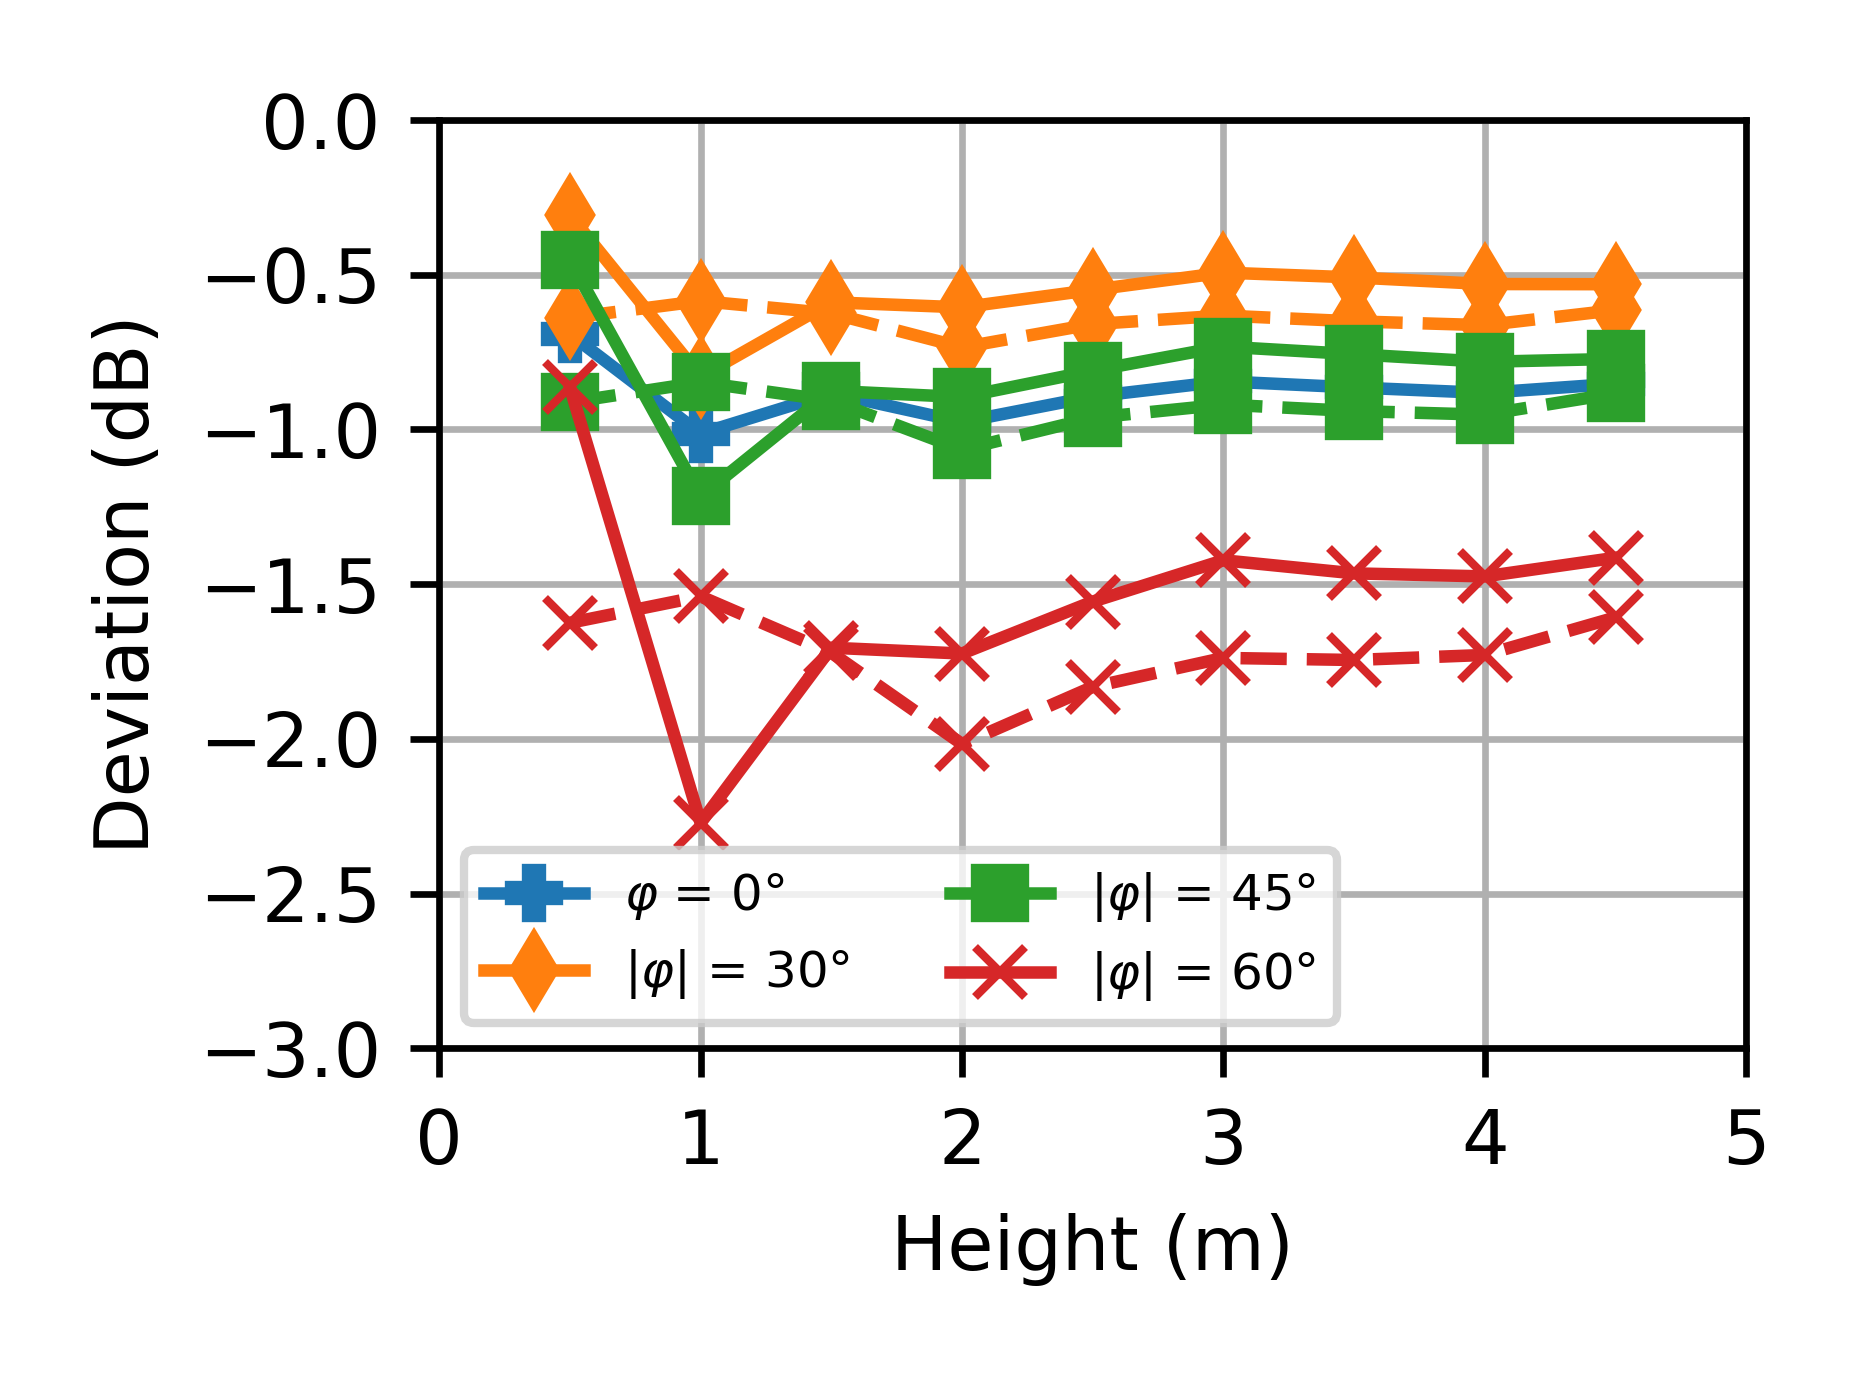 0.0
−0.5
−1.0
−1.5
−2.0
−2.5
−3.0
Deviation (dB)
φ = 0°
|φ| = 30°
|φ| = 45°
|φ| = 60°
0 1 2 3 4 5
Height (m)